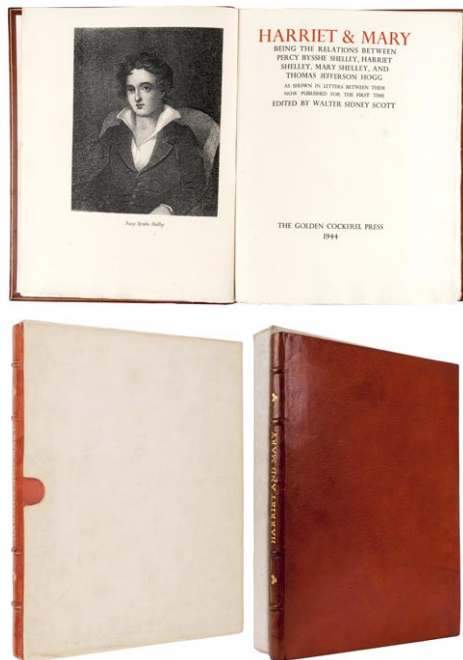 Percy Bysshe Shelley
HARRIET & MARY
BEING THE RELATIONS BETWEEN
PERCY BYSSHE SHELLEY, HARRIET
SHELLEY, MARY SHELLEY, AND
THOMAS JEFFERSON HOGG
AS SHOWN IN LETTERS BETWEEN THEM
NOW PUBLISHED FOR THE FIRST TIME
EDITED BY WALTER SIDNEY SCOTT
THE GOLDEN COCKEREL PRESS
1944
HARRIET AND MARY